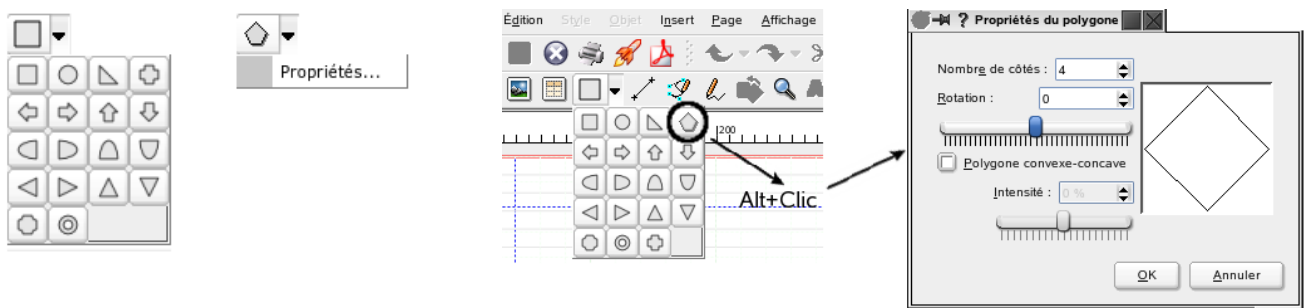 Propriétés...
Édition Style Objet Insert Page Affichage
200
Alt+Clic
? Propriétés du polygone
Nombre de côtés : 4
Rotation : 0
Polygone convexe-concave
Intensité : 0 %
OK Annuler